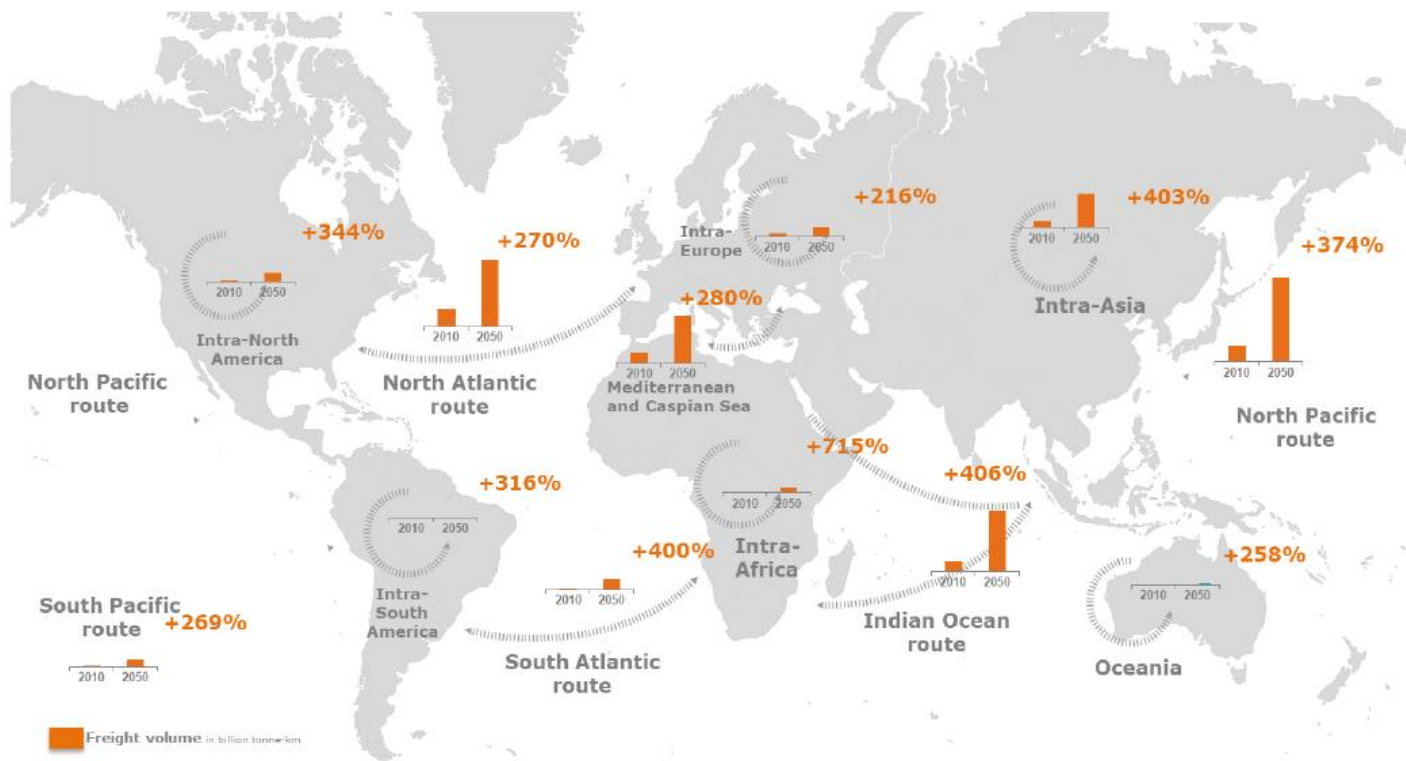 +344%
2010 2050
Intra-North
America
+270%
2010 2050
North Atlantic
route
North Pacific
route
+216%
Intra-
Europe
2010 2050
+280%
2010 2050
Mediterranean
and Caspian Sea
+403%
2010 2050
Intra-Asia
+374%
2010 2050
North Pacific
route
+316%
2010 2050
Intra-
South
America
+715%
2010 2050
Intra-
Africa
+406%
2010 2050
Indian Ocean
route
+400%
2010 2050
South Atlantic
route
+258%
2010 2050
Oceania
South Pacific
route
+269%
2010 2050
Freight volume in billion tonne-km